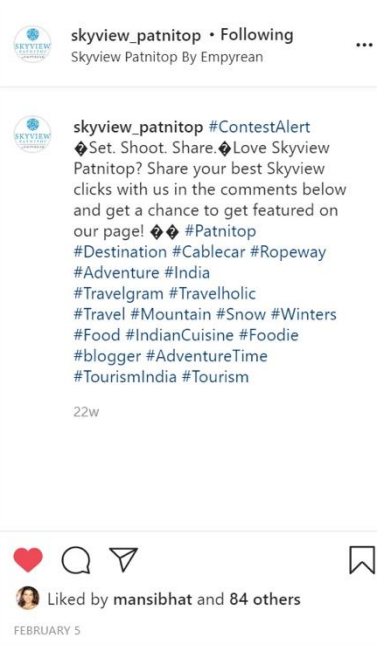 skyview_patnitop • Following
Skyview Patnitop By Empyrean
SKYVIEW
skyview_patnitop #ContestAlert
�Set. Shoot. Share.�Love Skyview
Patnitop? Share your best Skyview
clicks with us in the comments below
and get a chance to get featured on
our page! �� #Patnitop
#Destination #Cablecar #Ropeway
#Adventure #India
#Travelgram #Travelholic
#Travel #Mountain #Snow #Winters
#Food #IndianCuisine #Foodie
#blogger #AdventureTime
#TourismIndia #Tourism
22w
Liked by mansibhat and 84 others
FEBRUARY 5